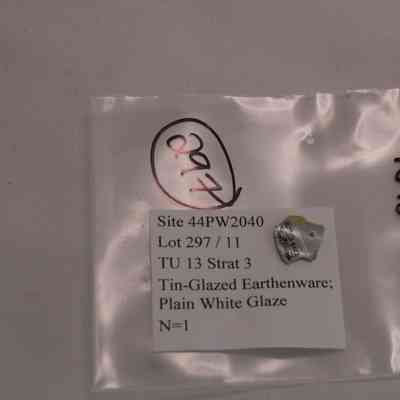 297
Site 44PW2040
Lot 297 / 11
TU 13 Strat 3
Tin-Glazed Earthenware;
Plain White Glaze
N=1